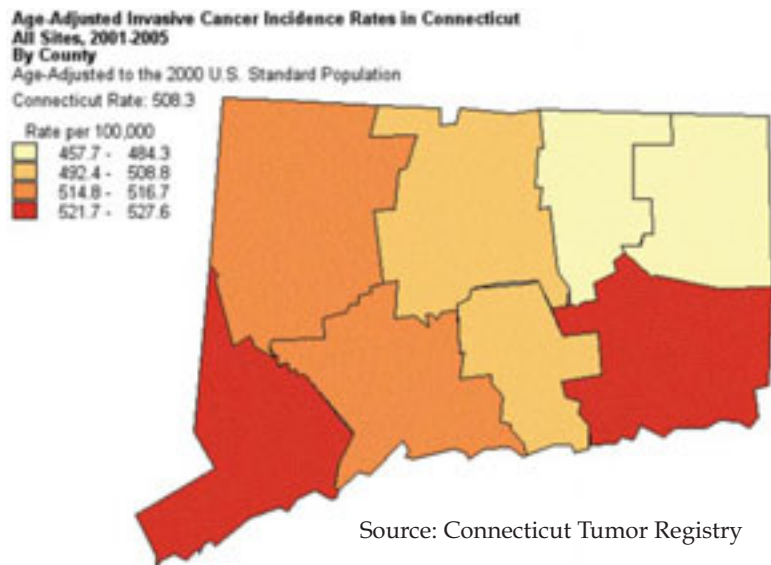 Age-Adjusted Invasive Cancer Incidence Rates in Connecticut
All Sites, 2001-2005
By County
Age-Adjusted to the 2000 U.S. Standard Population
Connecticut Rate: 508.3
Rate per 100,000
457.7 - 484.3
492.4 - 508.8
514.8 - 516.7
521.7 - 527.6
Source: Connecticut Tumor Registry